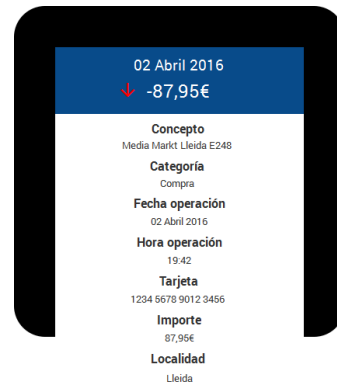 02 Abril 2016
-87,95€
Concepto
Media Markt Lleida E248
Categoría
Compra
Fecha operación
02 Abril 2016
Hora operación
19:42
Tarjeta
1234 5678 9012 3456
Importe
87,95€
Localidad
Lleida